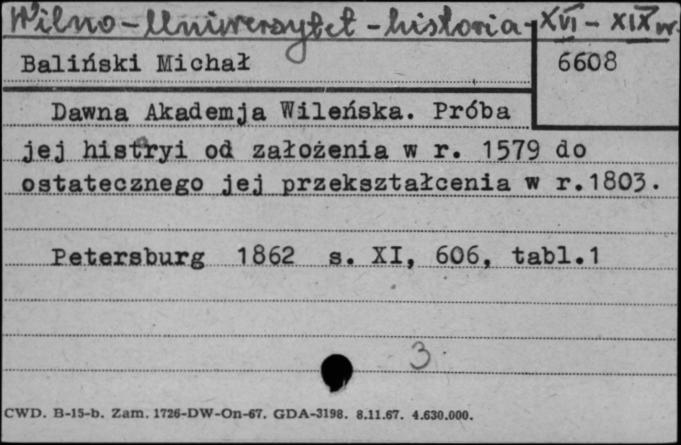 Wilno - Uniwersytet - historia - XVI - XIX w.
Baliński Michał
6608
Dawna Akademja Wileńska. Próba
jej histryi od założenia w r. 1579 do
ostatecznego jej przekształcenia w r.1803.
Petersburg 1862 s. XI, 606, tabl.1
3
CWD. B-15-b. Zam. 1726-DW-On-67. GDA-3198. 8.11.67. 4.630.000.